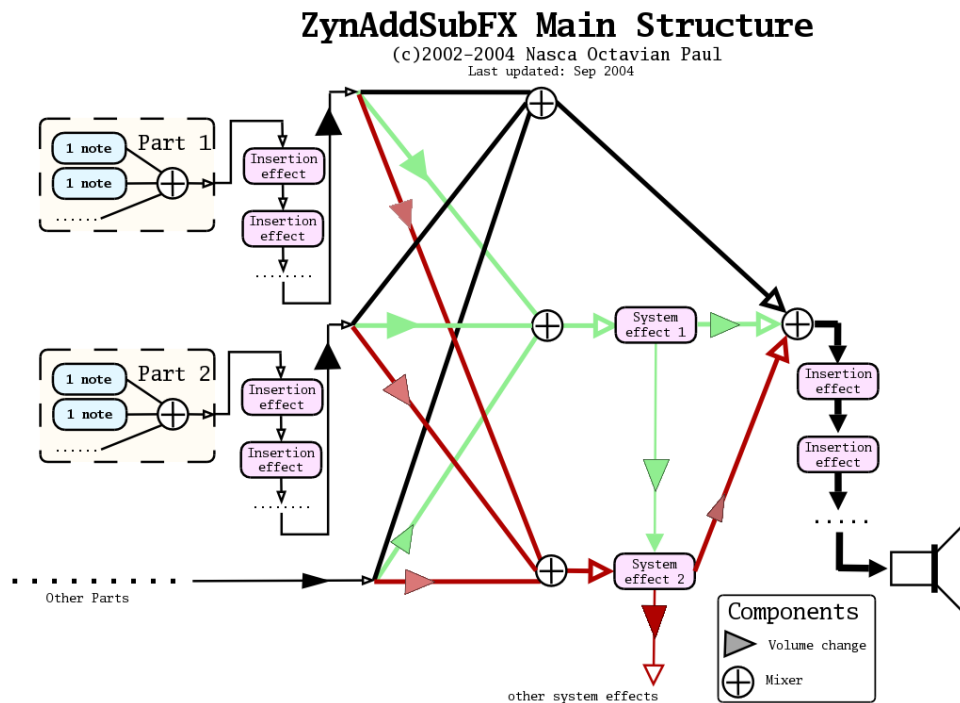 ZynAddSubFX Main Structure
(c)2002-2004 Nasca Octavian Paul
Last updated: Sep 2004
Part 1
1 note
1 note
.......
Insertion
effect
Insertion
effect
........
Part 2
1 note
1 note
.......
Insertion
effect
Insertion
effect
........
Other Parts
System
effect 1
System
effect 2
other system effects
Insertion
effect
Insertion
effect
.....
Components
Volume change
Mixer